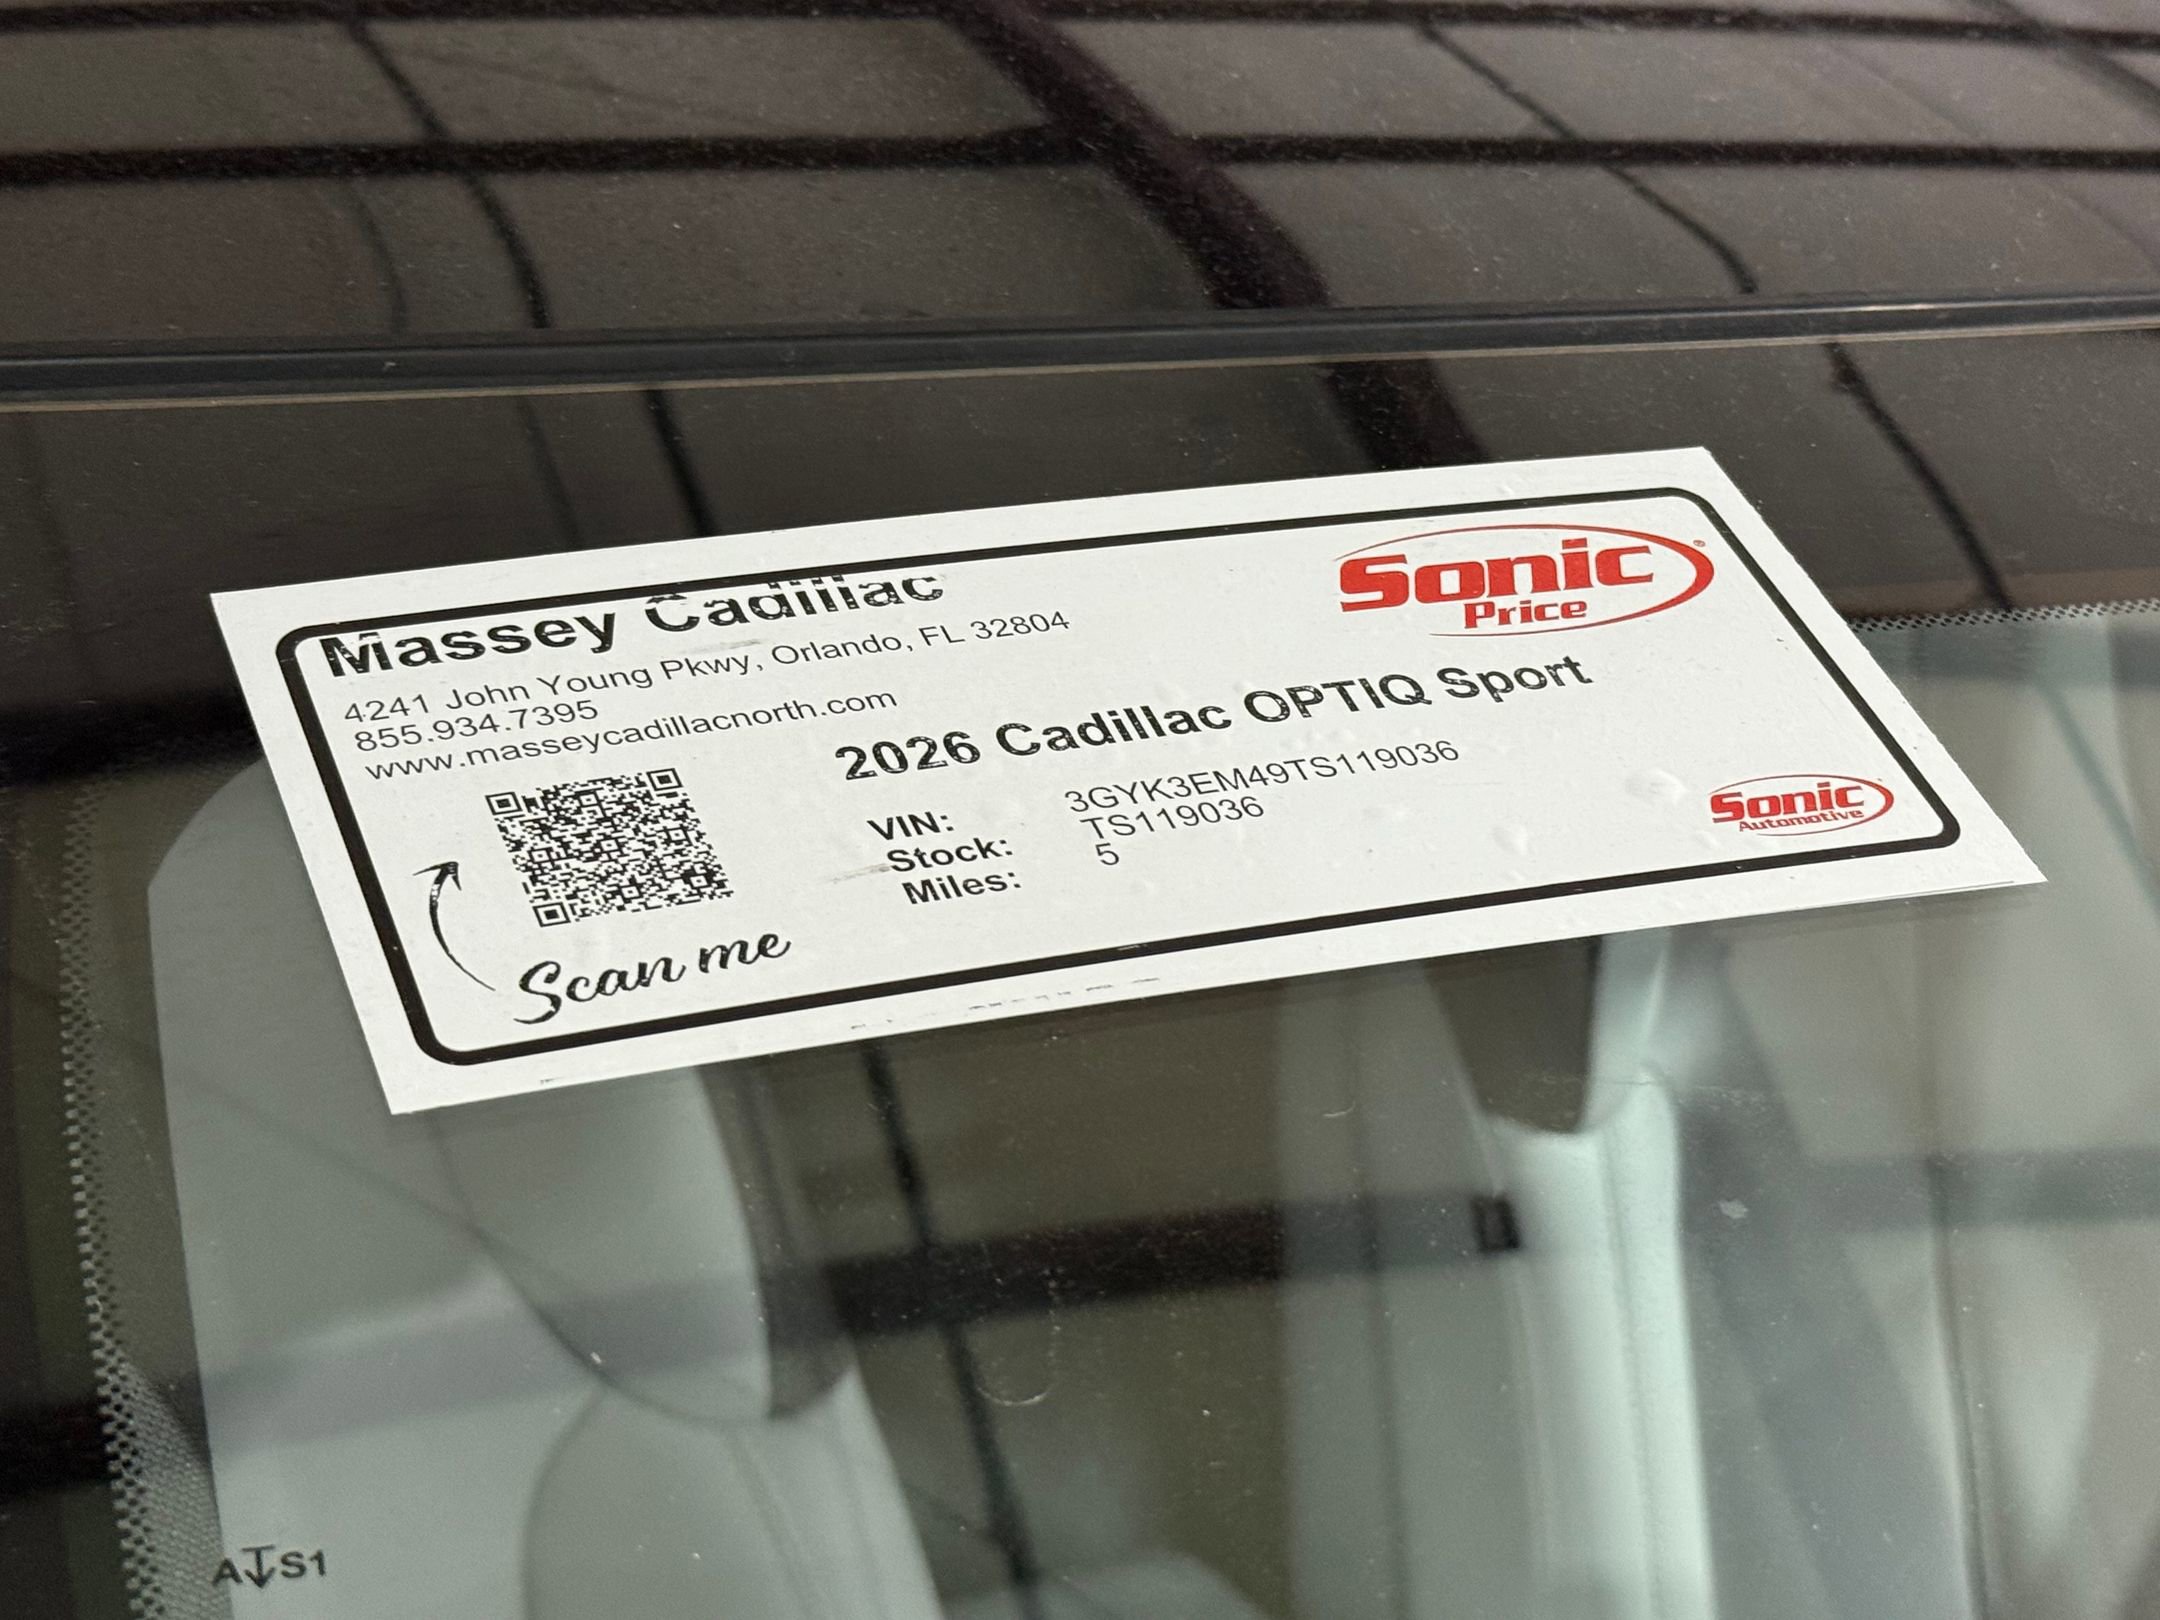 Massey Cadillac
4241 John Young Pkwy, Orlando, FL 32804
855.934.7395
www.masseycadillacnorth.com
Sonic®
Price
2026 Cadillac OPTIQ Sport
VIN: 3GYK3EM49TS119036
Stock: TS119036
Miles: 5
Scan me
Sonic
Automotive
AS1